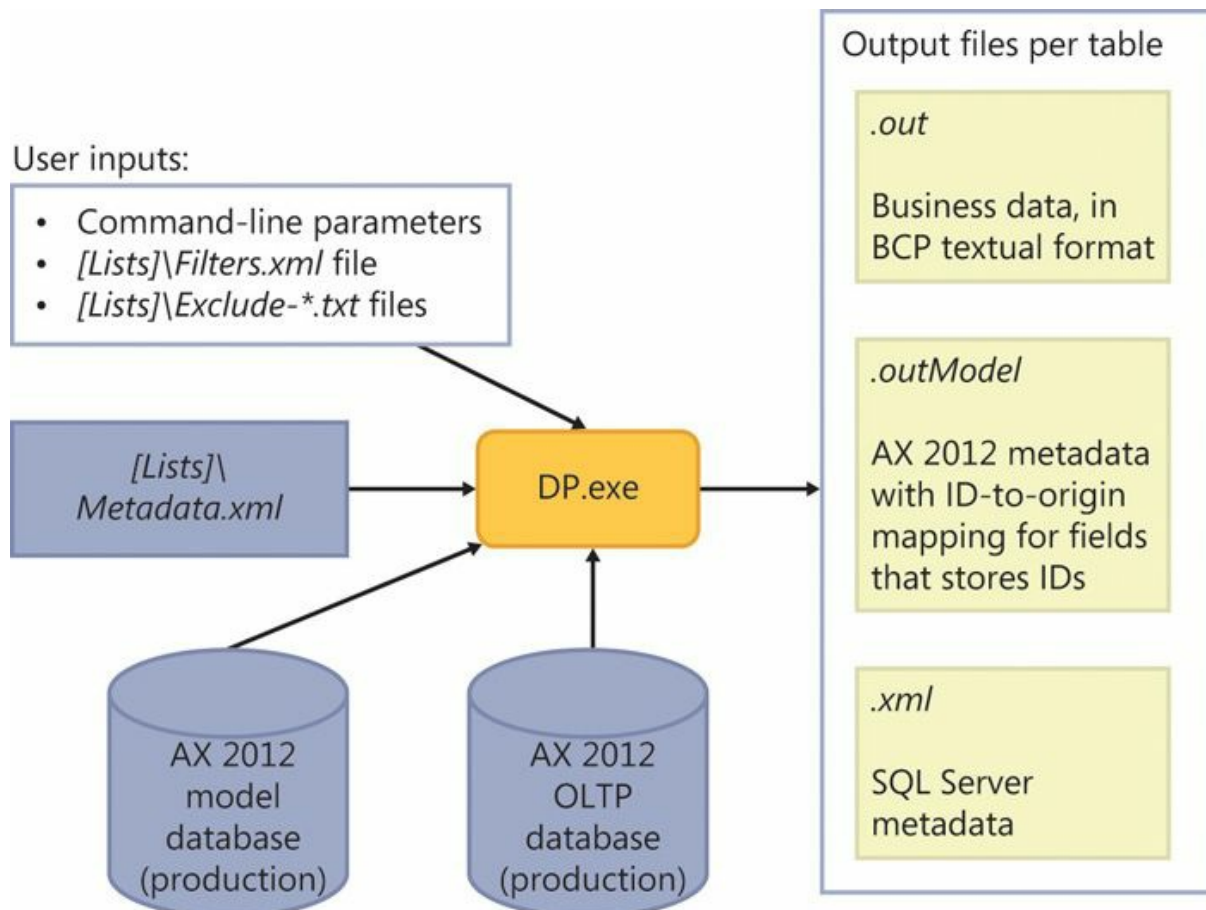 User inputs:
• Command-line parameters
• [Lists]\Filters.xml file
• [Lists]\Exclude-*.txt files
[Lists]\
Metadata.xml
DP.exe
AX 2012
model
database
(production)
AX 2012
OLTP
database
(production)
Output files per table
.out
Business data, in
BCP textual format
.outModel
AX 2012 metadata
with ID-to-origin
mapping for fields
that stores IDs
.xml
SQL Server
metadata